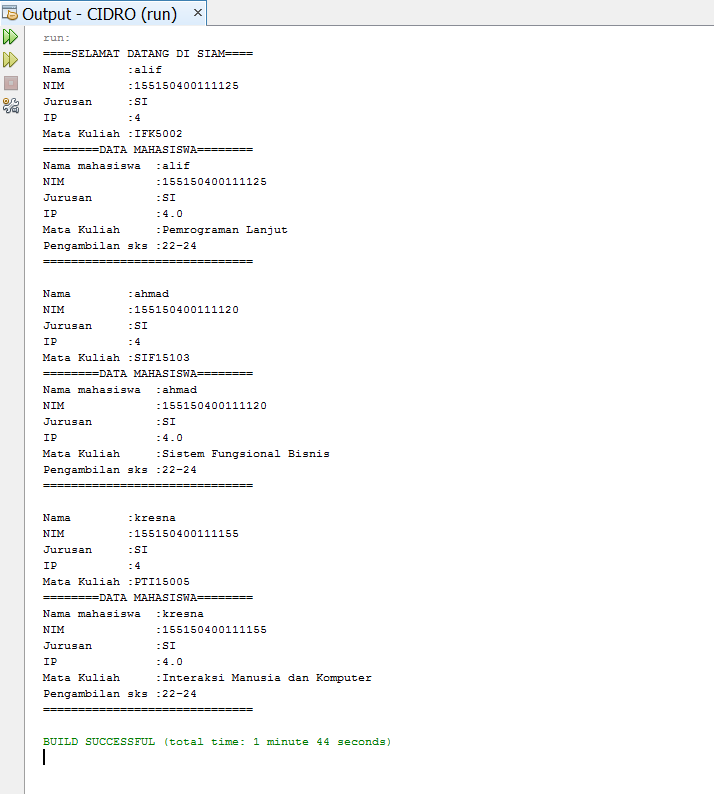 Output - CIDRO (run) ×
run:
====SELAMAT DATANG DI SIAM====
Nama        :alif
NIM         :155150400111125
Jurusan     :SI
IP          :4
Mata Kuliah :IFK5002
========DATA MAHASISWA========
Nama mahasiswa  :alif
NIM             :155150400111125
Jurusan         :SI
IP              :4.0
Mata Kuliah     :Pemrograman Lanjut
Pengambilan sks :22-24
==============================
Nama        :ahmad
NIM         :155150400111120
Jurusan     :SI
IP          :4
Mata Kuliah :SIF15103
========DATA MAHASISWA========
Nama mahasiswa  :ahmad
NIM             :155150400111120
Jurusan         :SI
IP              :4.0
Mata Kuliah     :Sistem Fungsional Bisnis
Pengambilan sks :22-24
==============================
Nama        :kresna
NIM         :155150400111155
Jurusan     :SI
IP          :4
Mata Kuliah :PTI15005
========DATA MAHASISWA========
Nama mahasiswa  :kresna
NIM             :155150400111155
Jurusan         :SI
IP              :4.0
Mata Kuliah     :Interaksi Manusia dan Komputer
Pengambilan sks :22-24
==============================
BUILD SUCCESSFUL (total time: 1 minute 44 seconds)